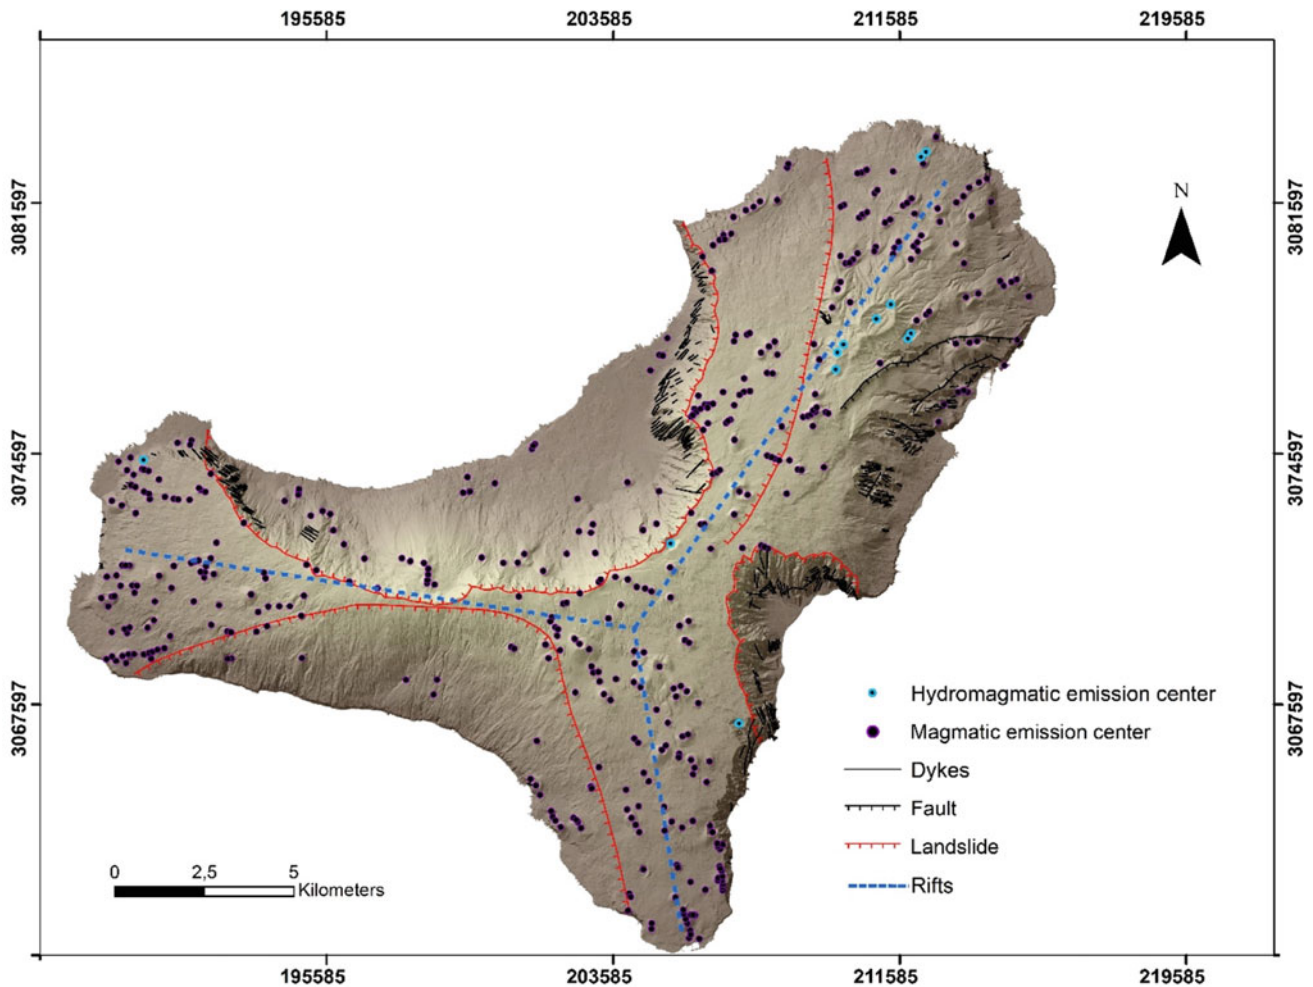 195585 203585 211585 219585
3081597 3081597
N
3074597 3074597
3067597 3067597
Hydromagmatic emission center
Magmatic emission center
Dykes
Fault
Landslide
Rifts
0 2,5 5
Kilometers
195585 203585 211585 219585